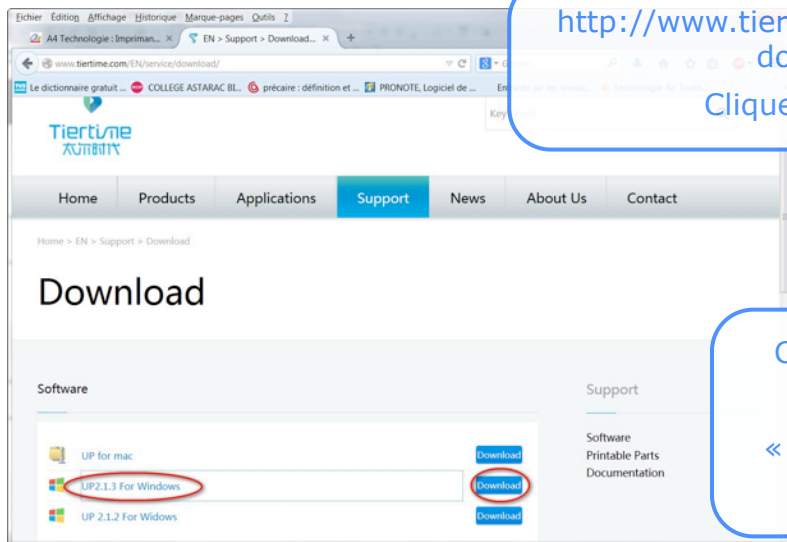 Fichier Édition Affichage Historique Marque-pages Outils ?
A4 Technologie : Impriman... × EN > Support > Download... × +
www.tiertime.com/EN/service/download/
Le dictionnaire gratuit ... COLLEGE ASTARAC BL... précaire : définition et ... PRONOTE, Logiciel de ...
http://www.tier
do
Clique
Tiertime
Key
Home Products Applications Support News About Us Contact
Home > EN > Support > Download
Download
C
«
Software
Support
UP for mac Download
UP2.1.3 For Windows Download
UP 2.1.2 For Widows Download
Software
Printable Parts
Documentation